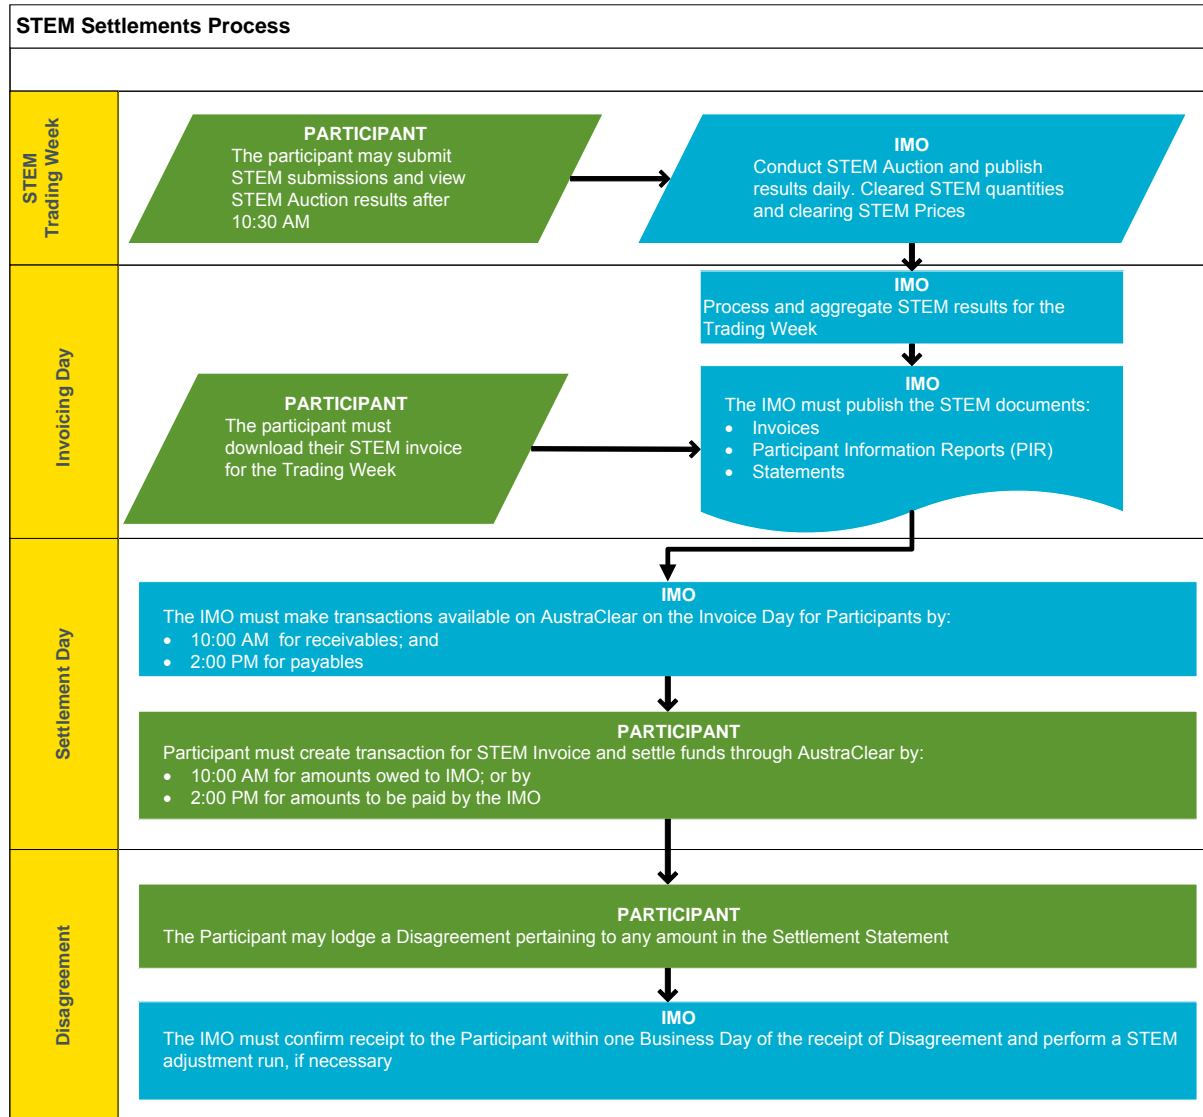 STEM Settlements Process
STEM
Trading Week
PARTICIPANT
The participant may submit
STEM submissions and view
STEM Auction results after
10:30 AM
IMO
Conduct STEM Auction and publish
results daily. Cleared STEM quantities
and clearing STEM Prices
Invoicing Day
IMO
Process and aggregate STEM results for the
Trading Week
PARTICIPANT
The participant must
download their STEM invoice
for the Trading Week
IMO
The IMO must publish the STEM documents:
• Invoices
• Participant Information Reports (PIR)
• Statements
Settlement Day
IMO
The IMO must make transactions available on AustraClear on the Invoice Day for Participants by:
• 10:00 AM for receivables; and
• 2:00 PM for payables
PARTICIPANT
Participant must create transaction for STEM Invoice and settle funds through AustraClear by:
• 10:00 AM for amounts owed to IMO; or by
• 2:00 PM for amounts to be paid by the IMO
Disagreement
PARTICIPANT
The Participant may lodge a Disagreement pertaining to any amount in the Settlement Statement
IMO
The IMO must confirm receipt to the Participant within one Business Day of the receipt of Disagreement and perform a STEM
adjustment run, if necessary